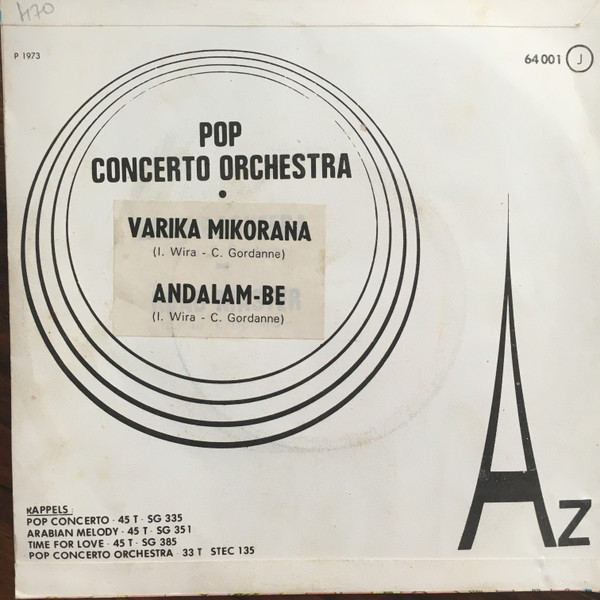 470
P 1973
64 001 J
POP
CONCERTO ORCHESTRA
VARIKA MIKORANA
(I. Wira - C. Gordanne)
ANDALAM-BE
(I. Wira - C. Gordanne)
Az
RAPPELS :
POP CONCERTO · 45 T · SG 335
ARABIAN MELODY · 45 T · SG 351
TIME FOR LOVE · 45 T · SG 385
POP CONCERTO ORCHESTRA · 33 T STEC 135